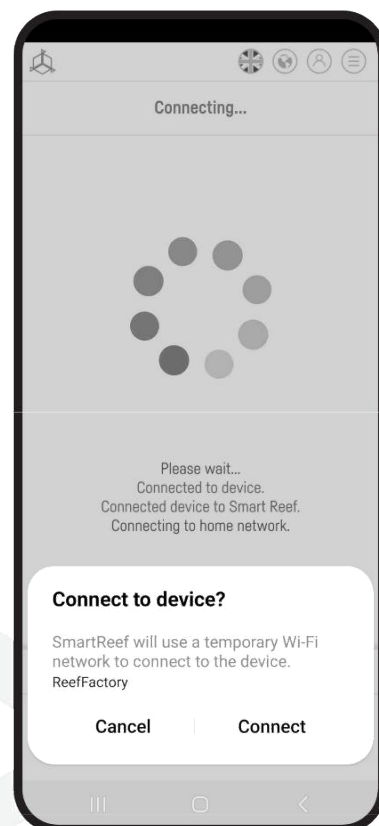 Connecting...
Please wait...
Connected to device.
Connected device to Smart Reef.
Connecting to home network.
Connect to device?
SmartReef will use a temporary Wi-Fi
network to connect to the device.
ReefFactory
Cancel
Connect